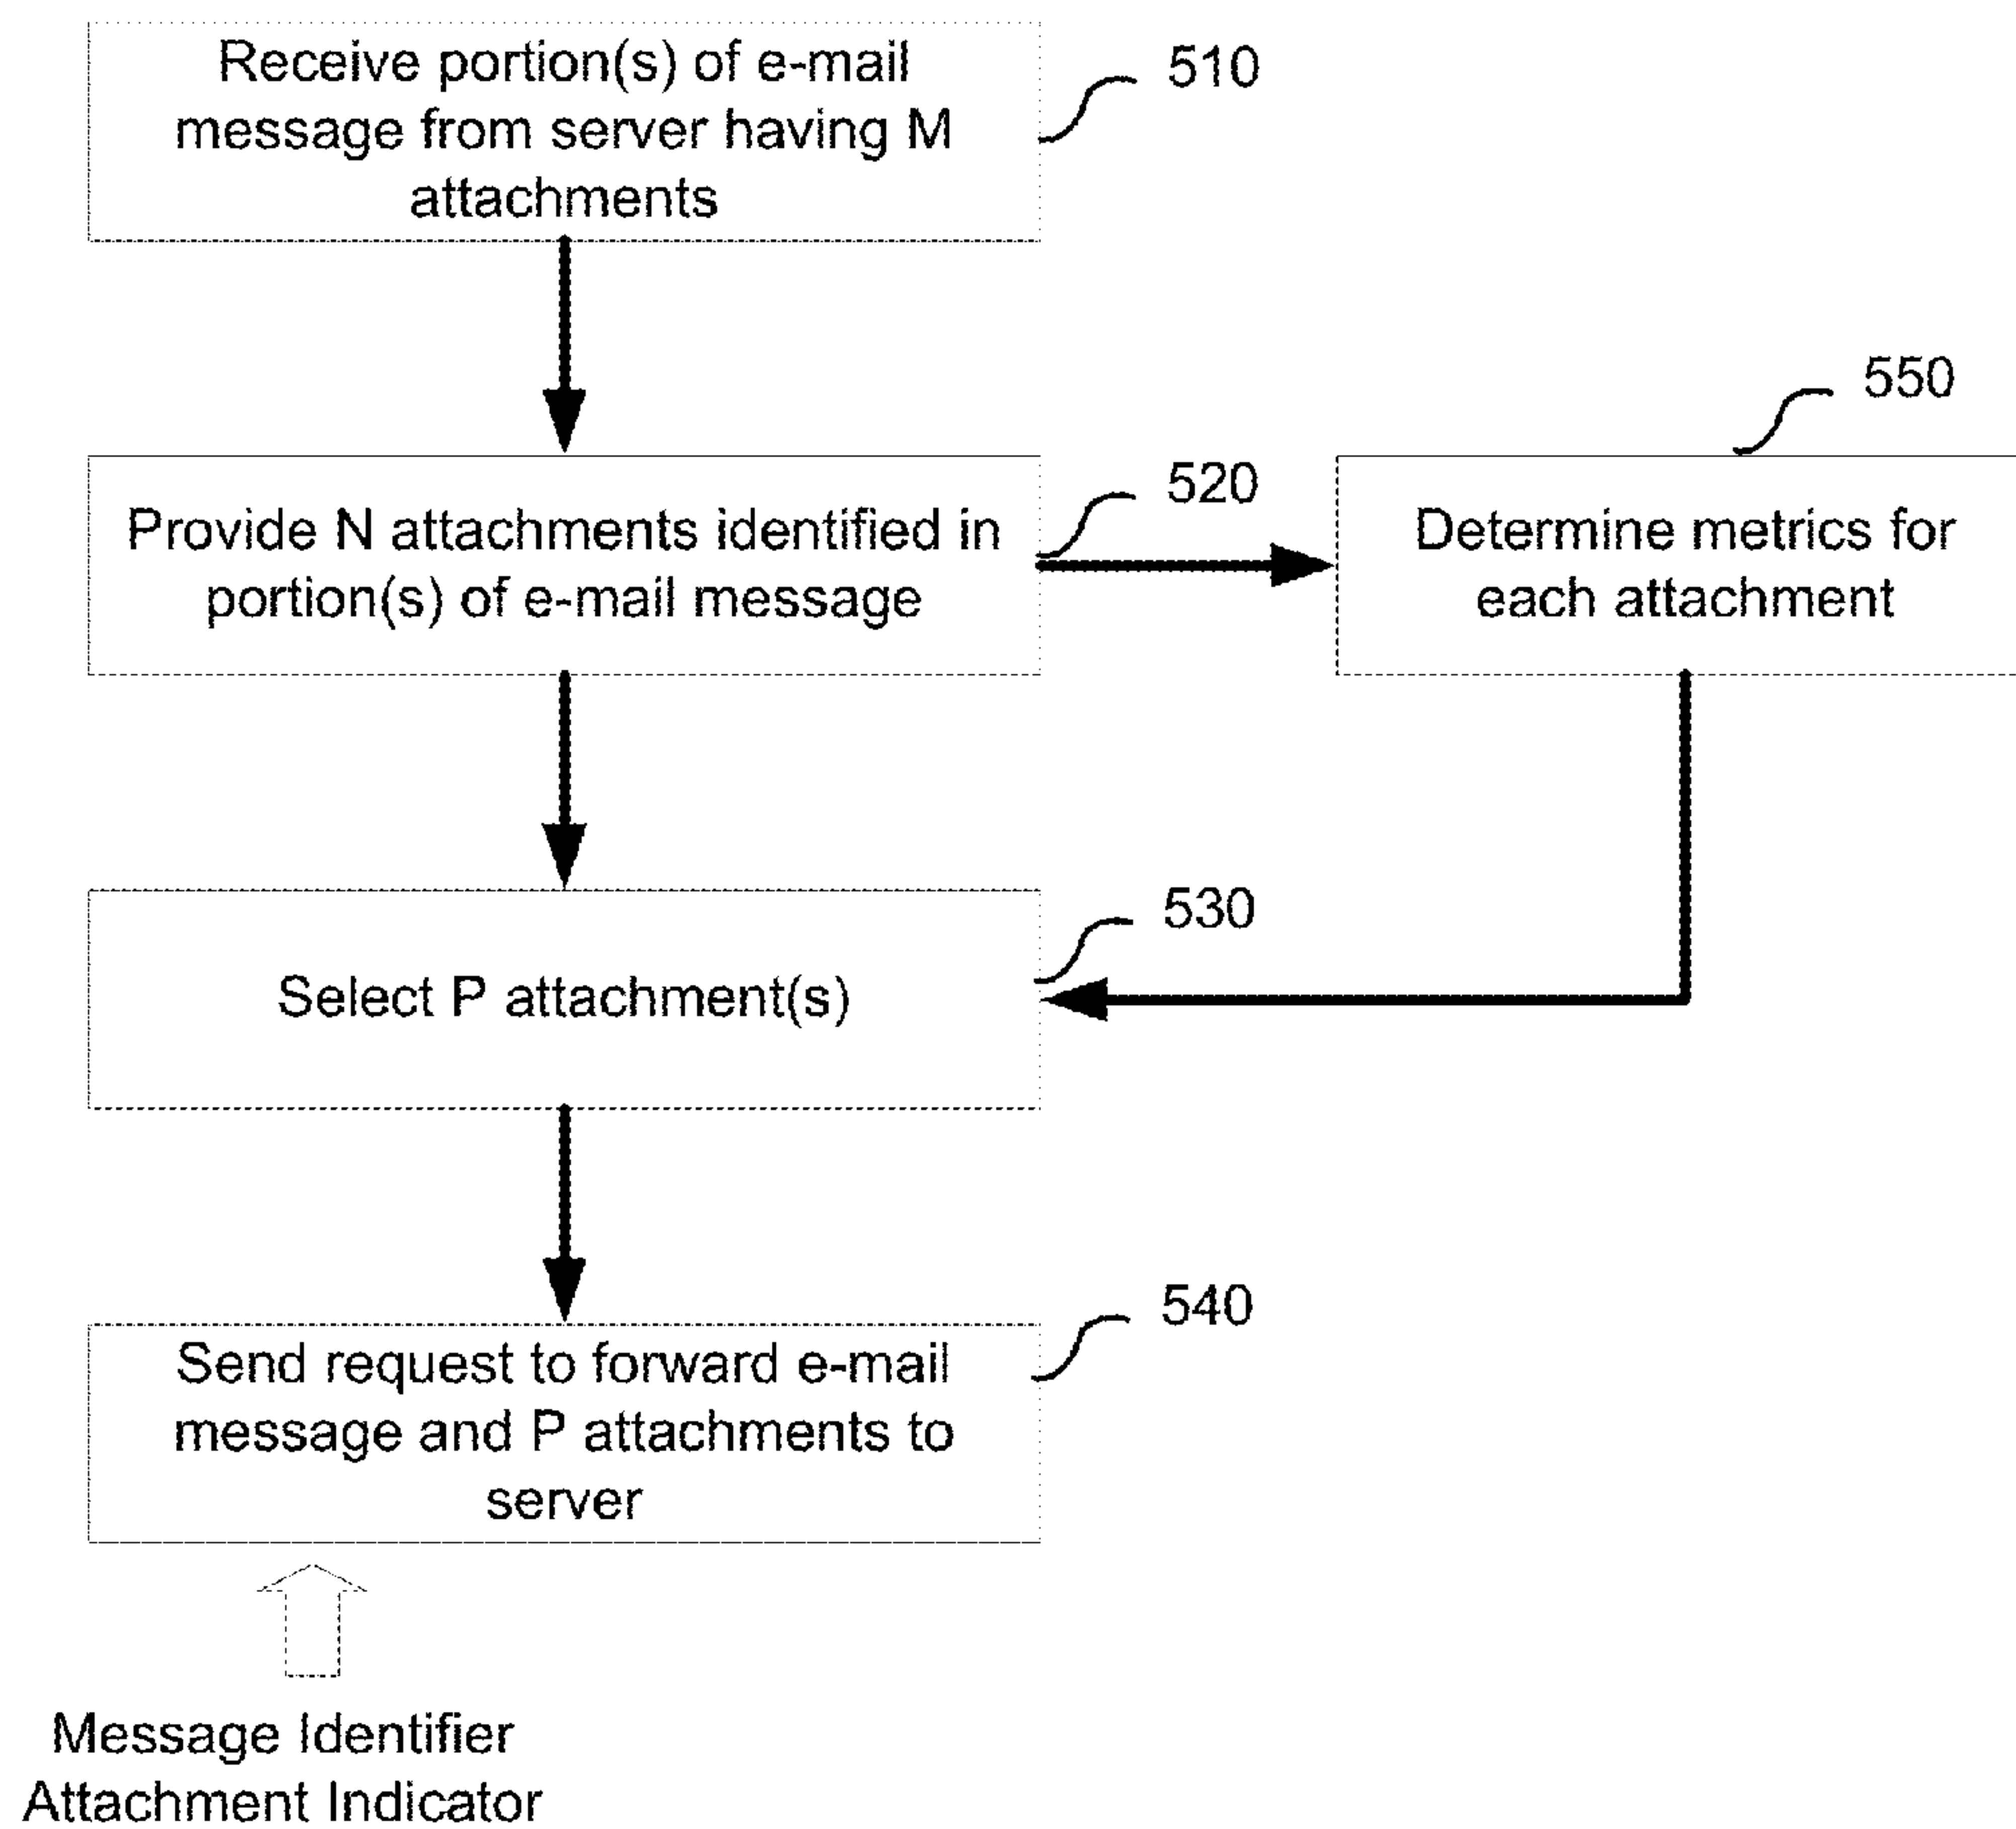 Receive portion(s) of e-mail
message from server having M
attachments
510
550
520
Provide N attachments identified in
portion(s) of e-mail message
Determine metrics for
each attachment
530
Select P attachment(s)
540
Send request to forward e-mail
message and P attachments to
server
Message Identifier
Attachment Indicator